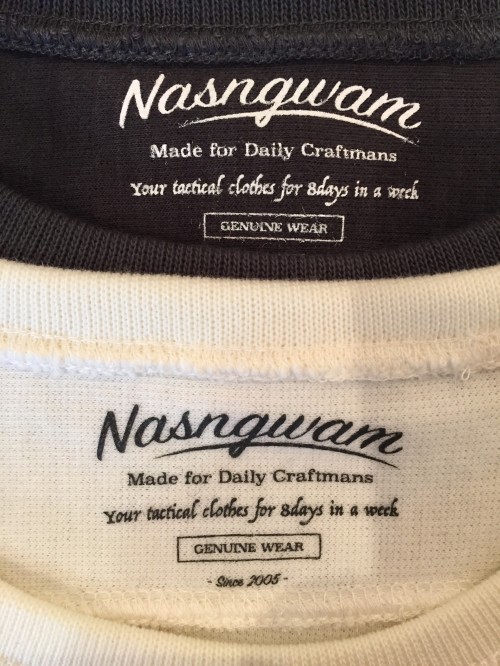 Nasngwam
Made for Daily Craftmans
Your tactical clothes for 8days in a week
GENUINE WEAR
Nasngwam
Made for Daily Craftmans
Your tactical clothes for 8days in a week
GENUINE WEAR
- Since 2005 -